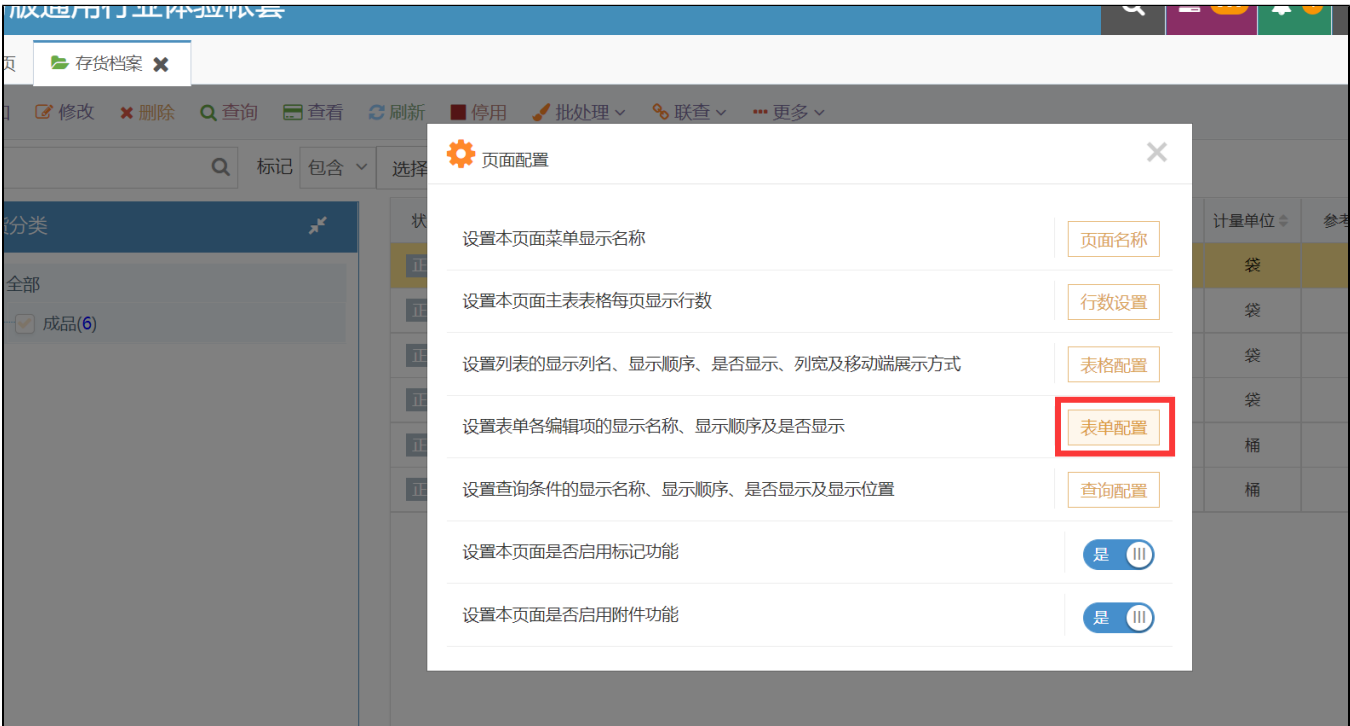 版通用行业体验帐套
页 存货档案
修改 删除 查询 查看 刷新 停用 批处理 联查 更多
标记 包含 选择
分类
全部
成品(6)
状
计量单位 参考
正
袋
正
袋
正
袋
正
袋
正
桶
正
桶
页面配置
设置本页面菜单显示名称 页面名称
设置本页面主表表格每页显示行数 行数设置
设置列表的显示列名、显示顺序、是否显示、列宽及移动端展示方式 表格配置
设置表单各编辑项的显示名称、显示顺序及是否显示 表单配置
设置查询条件的显示名称、显示顺序、是否显示及显示位置 查询配置
设置本页面是否启用标记功能 是
设置本页面是否启用附件功能 是